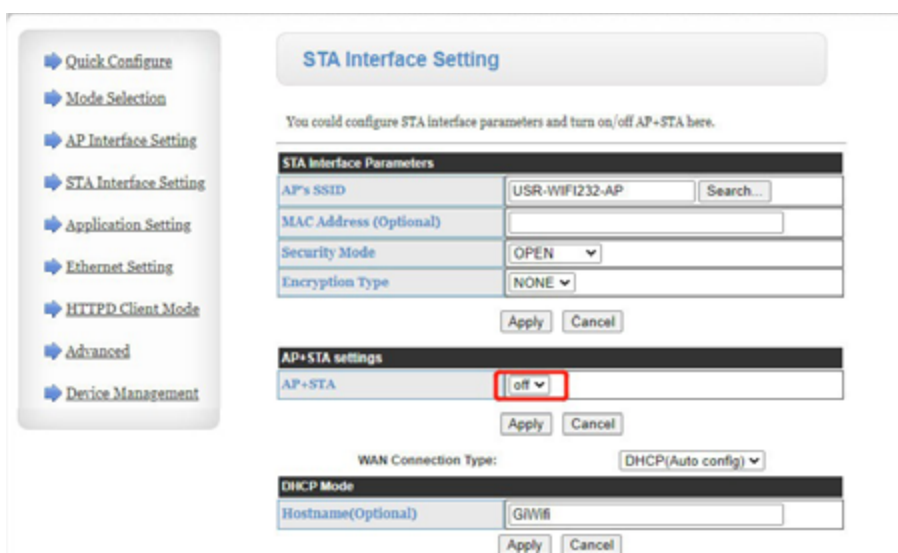 Quick Configure
Mode Selection
AP Interface Setting
STA Interface Setting
Application Setting
Ethernet Setting
HTTPD Client Mode
Advanced
Device Management
STA Interface Setting
You could configure STA interface parameters and turn on/off AP+STA here.
STA Interface Parameters
AP's SSID USR-WIFI232-AP Search...
MAC Address (Optional)
Security Mode OPEN
Encryption Type NONE
Apply Cancel
AP+STA settings
AP+STA off
Apply Cancel
WAN Connection Type: DHCP(Auto config)
DHCP Mode
Hostname(Optional) GiWifi
Apply Cancel